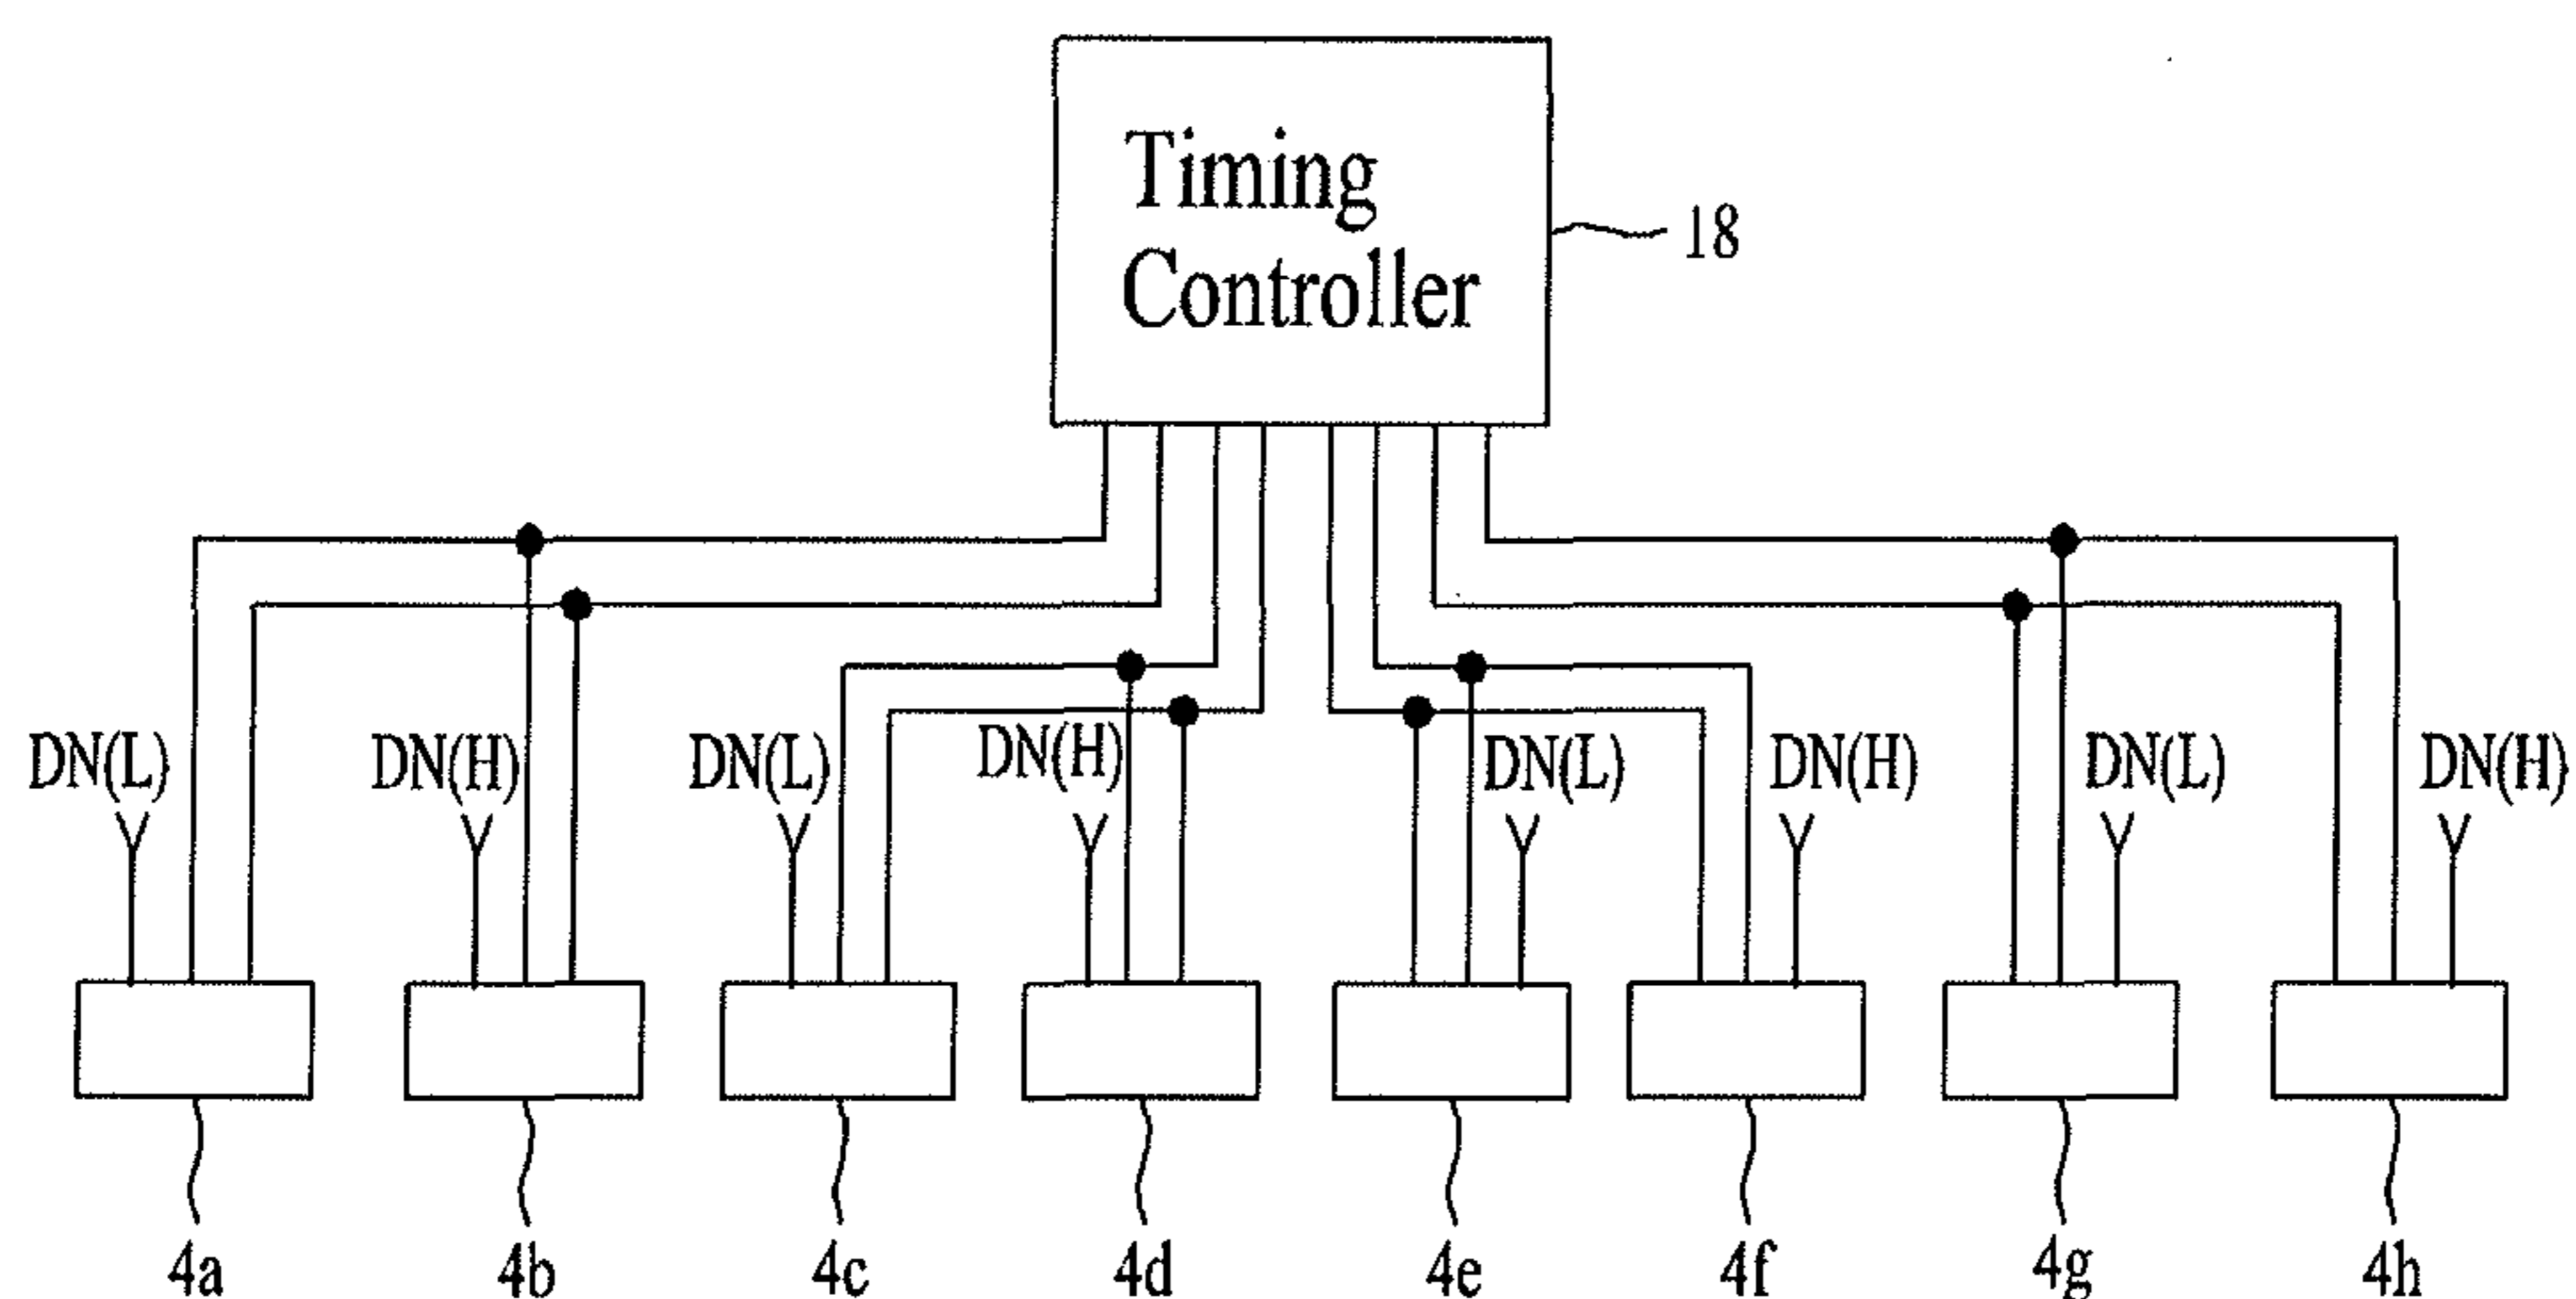 Timing
Controller
18
DN(L) DN(H) DN(L) DN(H) DN(L) DN(H) DN(L) DN(H)
4a 4b 4c 4d 4e 4f 4g 4h